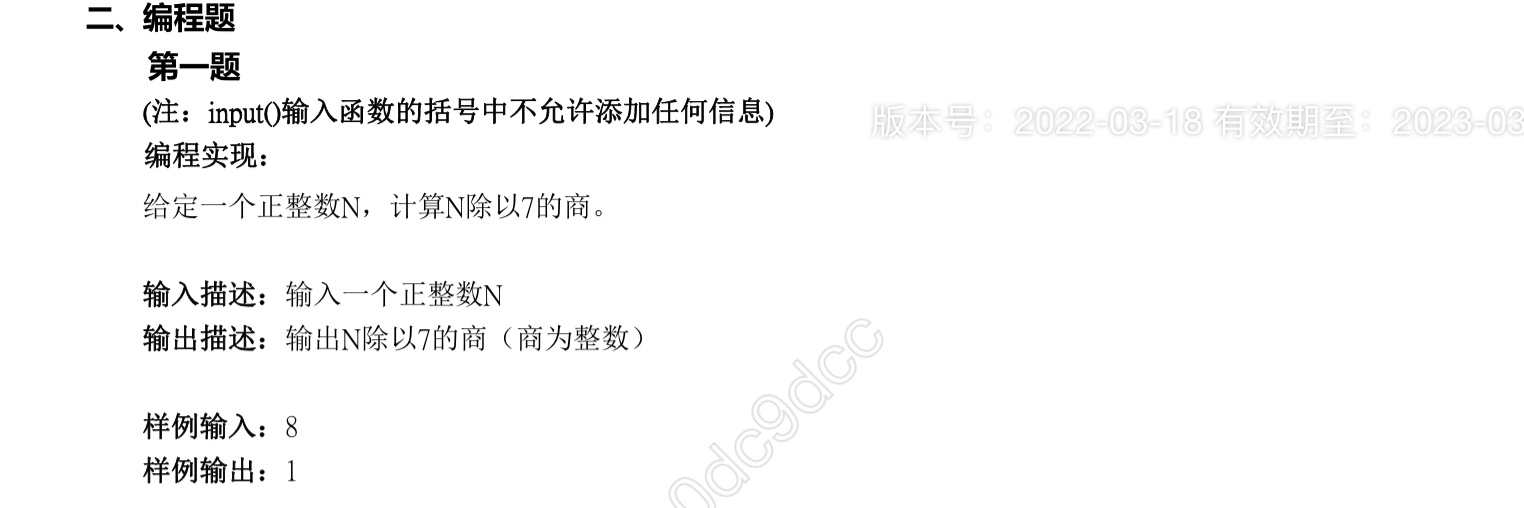 二、编程题
第一题
(注：input()输入函数的括号中不允许添加任何信息)
版本号：2022-03-18 有效期至：2023-03
编程实现：
给定一个正整数N，计算N除以7的商。
输入描述：输入一个正整数N
输出描述：输出N除以7的商（商为整数）
样例输入：8
样例输出：1
0dc9dcc